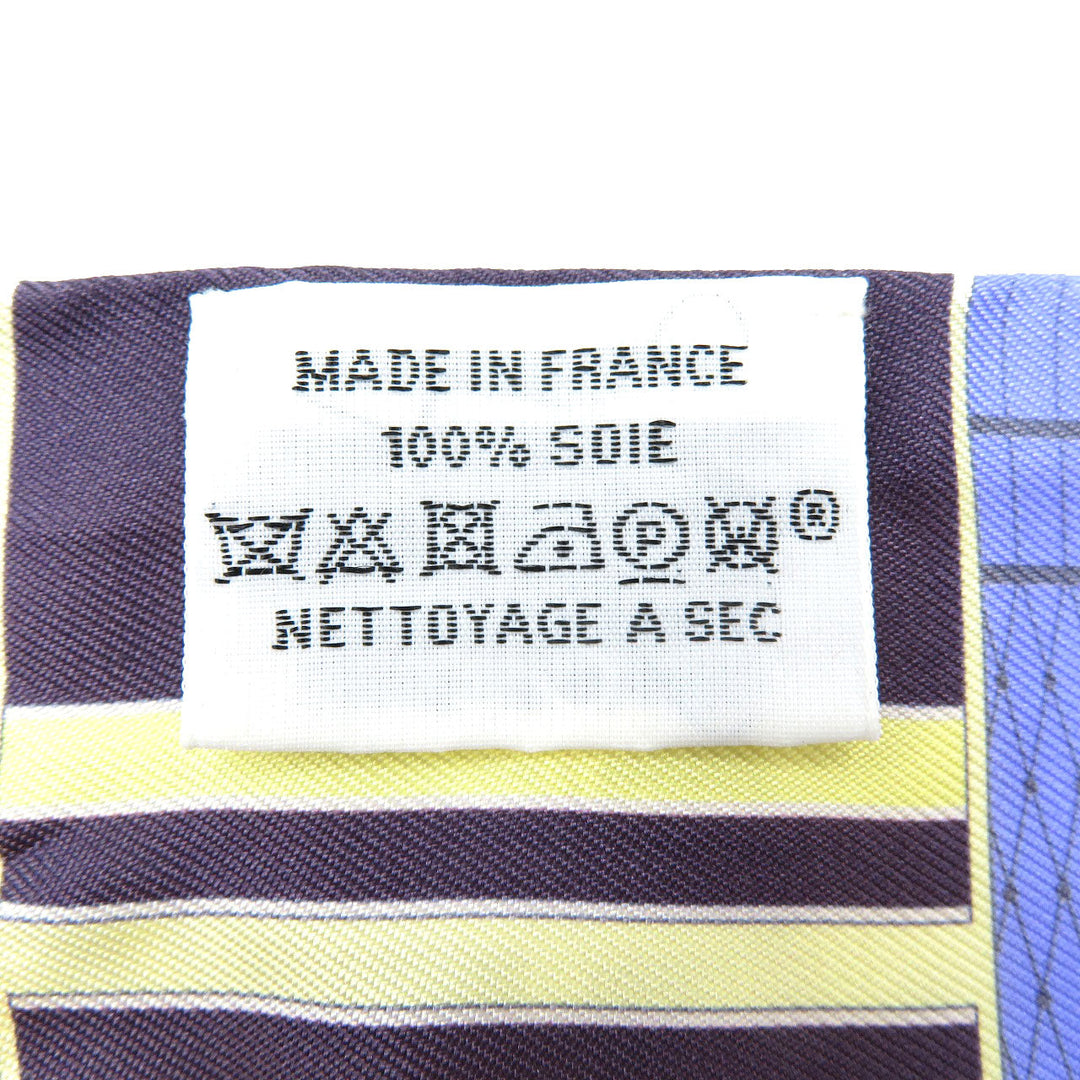 MADE IN FRANCE
100% SOIE
P W ®
NETTOYAGE A SEC